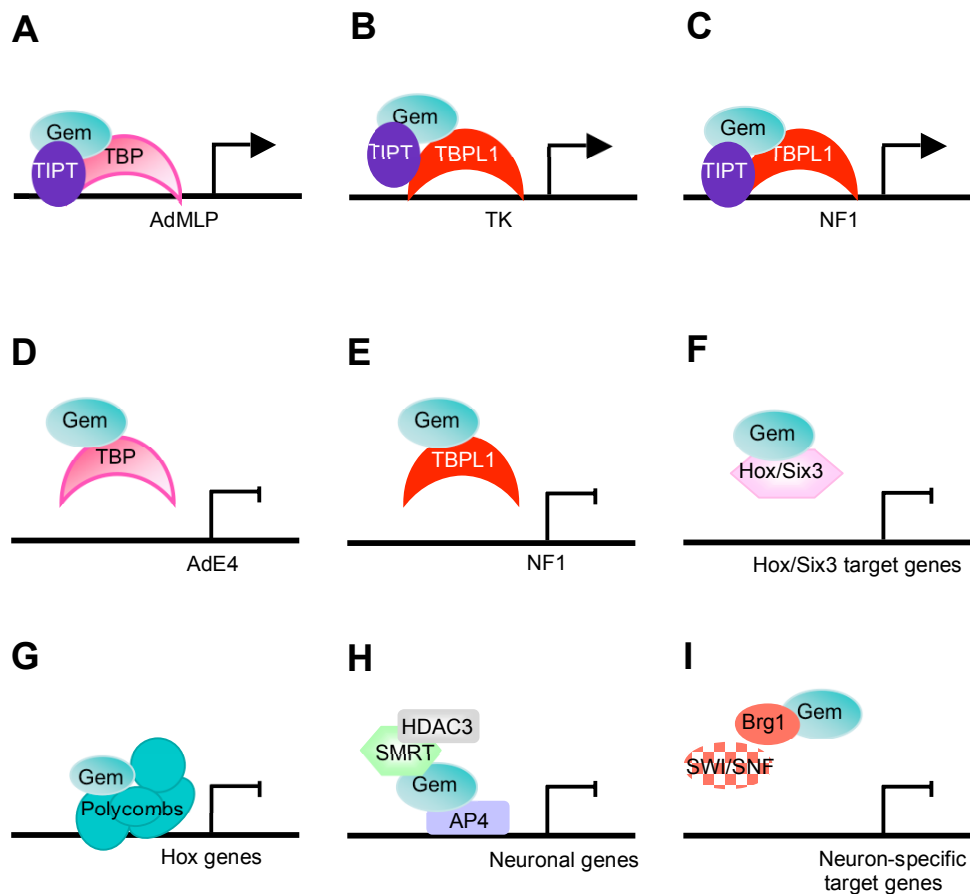 A
B
C
Gem
TIPT
TBP
AdMLP
Gem
TIPT
TBPL1
TK
Gem
TIPT
TBPL1
NF1
D
E
F
Gem
TBP
AdE4
Gem
TBPL1
NF1
Gem
Hox/Six3
Hox/Six3 target genes
G
H
I
Gem
Polycombs
Hox genes
HDAC3
SMRT
Gem
AP4
Neuronal genes
Brg1
Gem
SWI/SNF
Neuron-specific
target genes